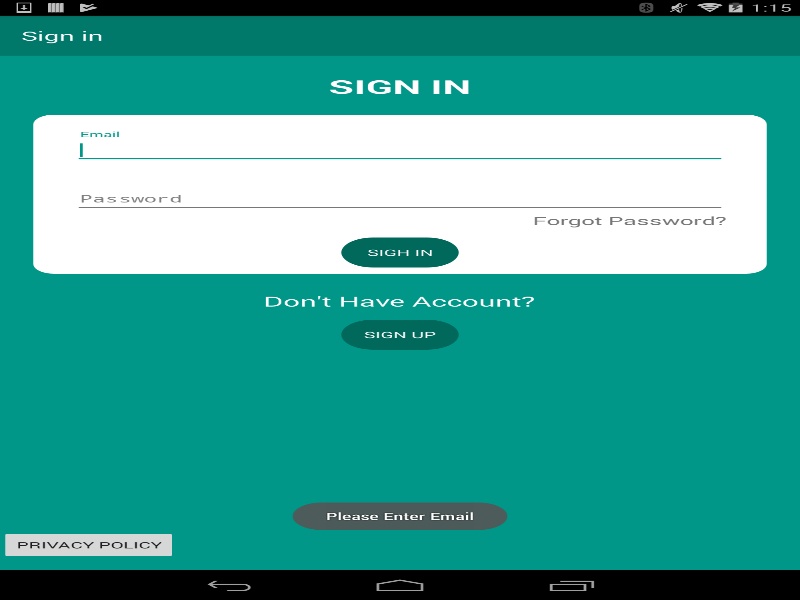 1:15
Sign in
SIGN IN
Email
Password
Forgot Password?
SIGH IN
Don't Have Account?
SIGN UP
Please Enter Email
PRIVACY POLICY